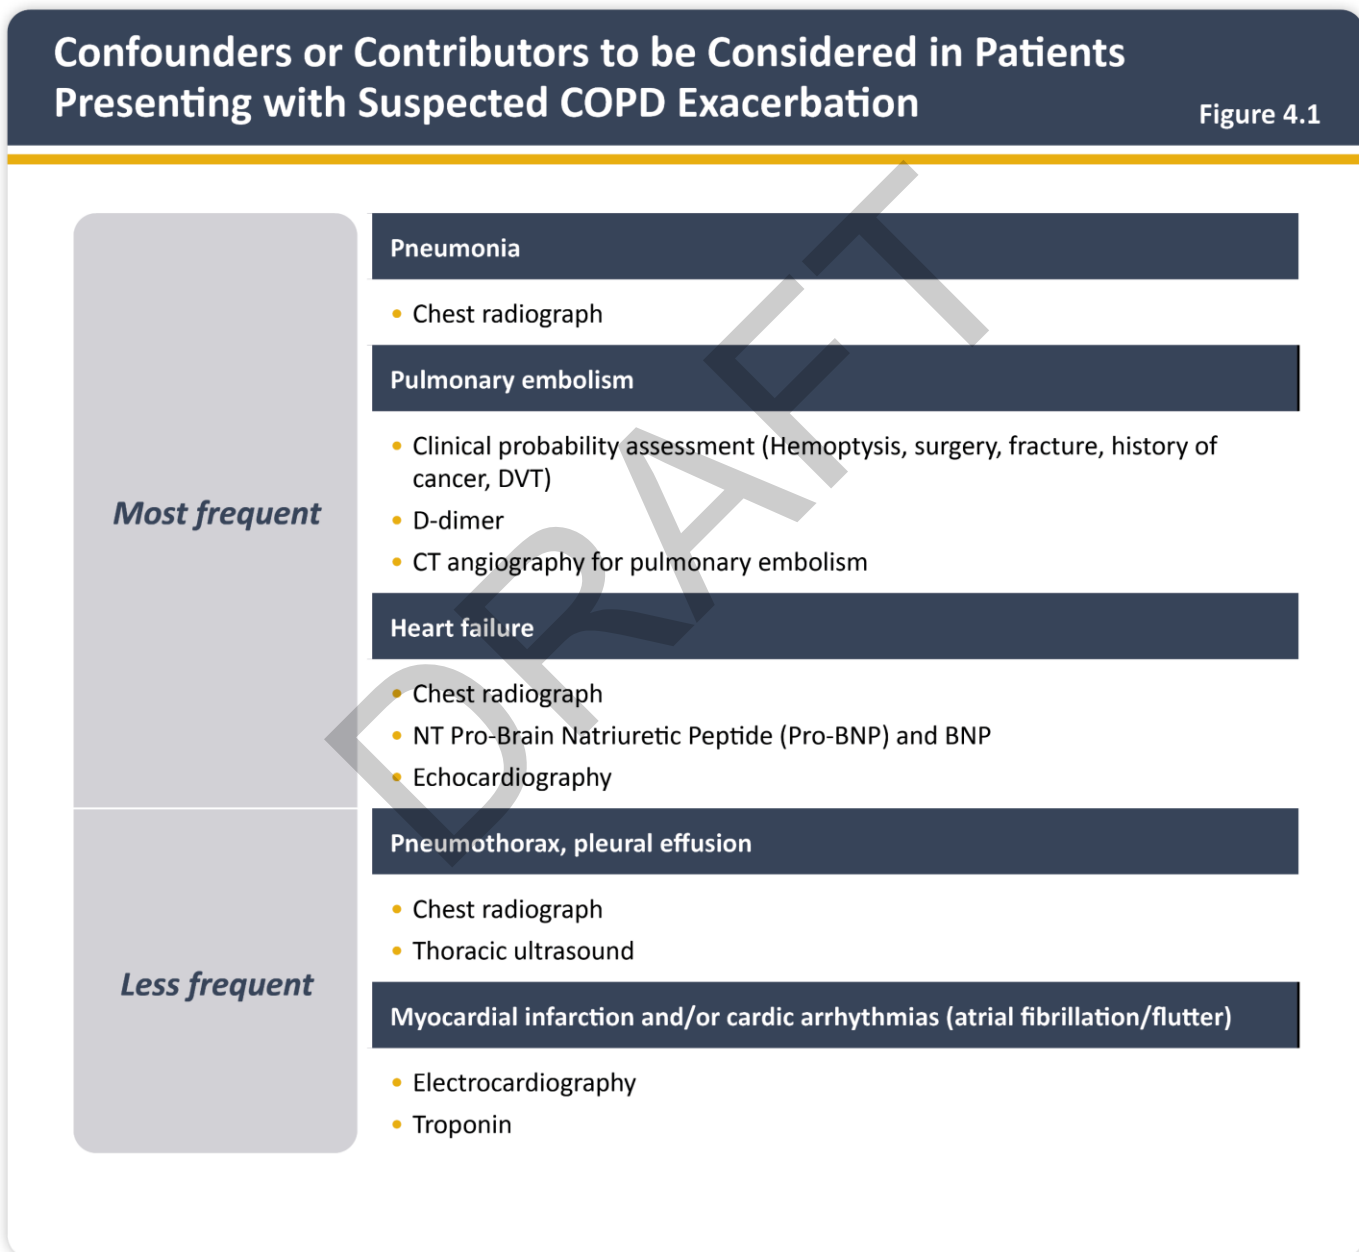 Confounders or Contributors to be Considered in Patients
Presenting with Suspected COPD Exacerbation
Figure 4.1
Most frequent
Pneumonia
• Chest radiograph
Pulmonary embolism
• Clinical probability assessment (Hemoptysis, surgery, fracture, history of
cancer, DVT)
• D-dimer
• CT angiography for pulmonary embolism
Heart failure
• Chest radiograph
• NT Pro-Brain Natriuretic Peptide (Pro-BNP) and BNP
• Echocardiography
Less frequent
Pneumothorax, pleural effusion
• Chest radiograph
• Thoracic ultrasound
Myocardial infarction and/or cardic arrhythmias (atrial fibrillation/flutter)
• Electrocardiography
• Troponin
DRAFT